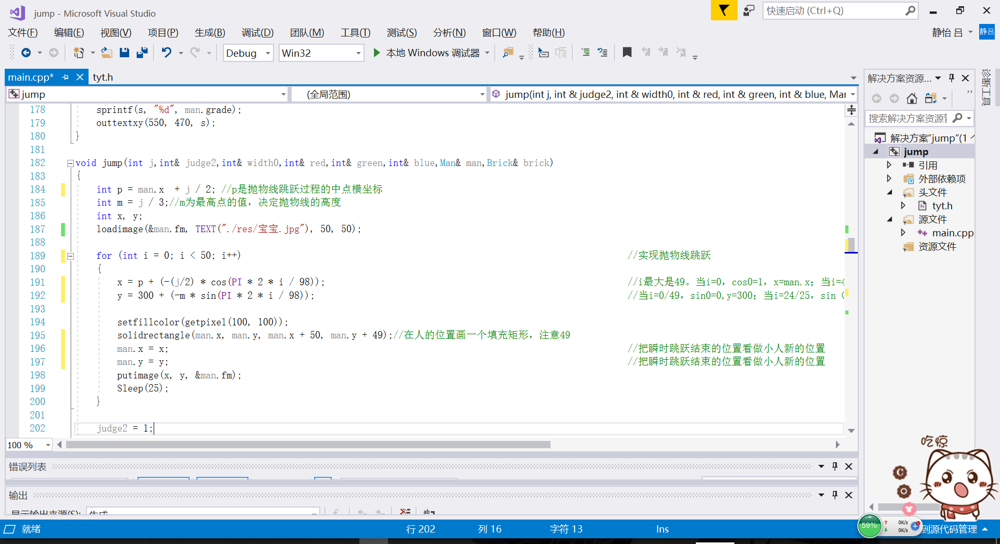 jump - Microsoft Visual Studio
快速启动 (Ctrl+Q)
文件(F) 编辑(E) 视图(V) 项目(P) 生成(B) 调试(D) 团队(M) 工具(T) 测试(S) 分析(N) 窗口(W) 帮助(H)
静怡 吕
静吕
Debug Win32 本地 Windows 调试器
main.cpp* tyt.h
jump (全局范围) jump(int j, int & judge2, int & width0, int & red, int & green, int & blue, Mar
178 sprintf(s, "%d", man.grade);
179 outtextxy(550, 470, s);
180 }
181
182 void jump(int j,int& judge2,int& width0,int& red,int& green,int& blue,Man& man,Brick& brick)
183 {
184 int p = man.x  + j / 2; //p是抛物线跳跃过程的中点横坐标
185 int m = j / 3;//m为最高点的值，决定抛物线的高度
186 int x, y;
187 loadimage(&man.fm, TEXT("./res/宝宝.jpg"), 50, 50);
188
189 for (int i = 0; i < 50; i++) //实现抛物线跳跃
190 {
191 x = p + (-(j/2) * cos(PI * 2 * i / 98)); //i最大是49。当i=0，cos0=1，x=man.x；当i=4
192 y = 300 + (-m * sin(PI * 2 * i / 98)); //当i=0/49，sin0=0,y=300；当i=24/25，sin（
193
194 setfillcolor(getpixel(100, 100));
195 solidrectangle(man.x, man.y, man.x + 50, man.y + 49);//在人的位置画一个填充矩形，注意49
196 man.x = x; //把瞬时跳跃结束的位置看做小人新的位置
197 man.y = y; //把瞬时跳跃结束的位置看做小人新的位置
198 putimage(x, y, &man.fm);
199 Sleep(25);
200 }
201
202 judge2 = 1;
100 %
错误列表
输出
显示输出来源(S): 生成
解决方案资源...
搜索解决方案资源管
解决方案"jump"(1 个
jump
引用
外部依赖项
头文件
tyt.h
源文件
main.cpp
资源文件
诊断工具
吃惊
C
59%
0K/s
0K/s
就绪 行 202 列 16 字符 13 Ins 到源代码管理